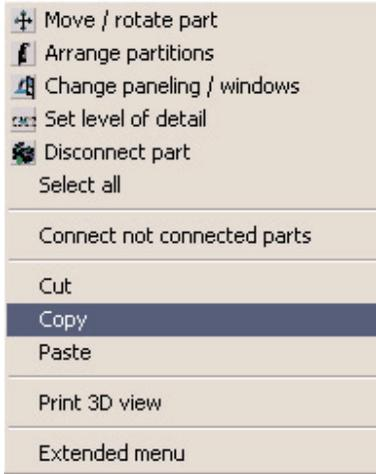 Move / rotate part
Arrange partitions
Change paneling / windows
Set level of detail
Disconnect part
Select all
Connect not connected parts
Cut
Copy
Paste
Print 3D view
Extended menu